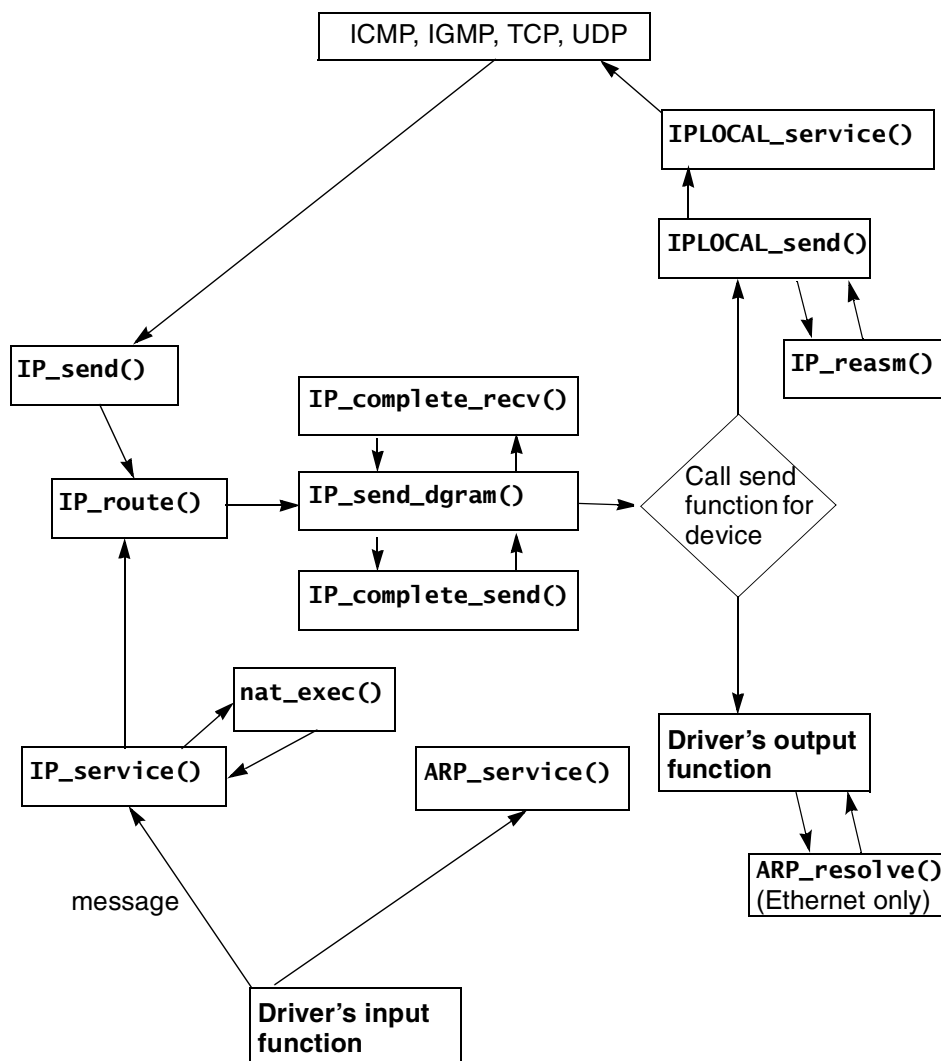 ICMP, IGMP, TCP, UDP
IPLOCAL_service()
IPLOCAL_send()
IP_send()
IP_reasm()
IP_complete_recv()
IP_route()
IP_send_dgram()
Call send
function for
device
IP_complete_send()
nat_exec()
IP_service()
ARP_service()
Driver's output
function
ARP_resolve()
(Ethernet only)
message
Driver's input
function